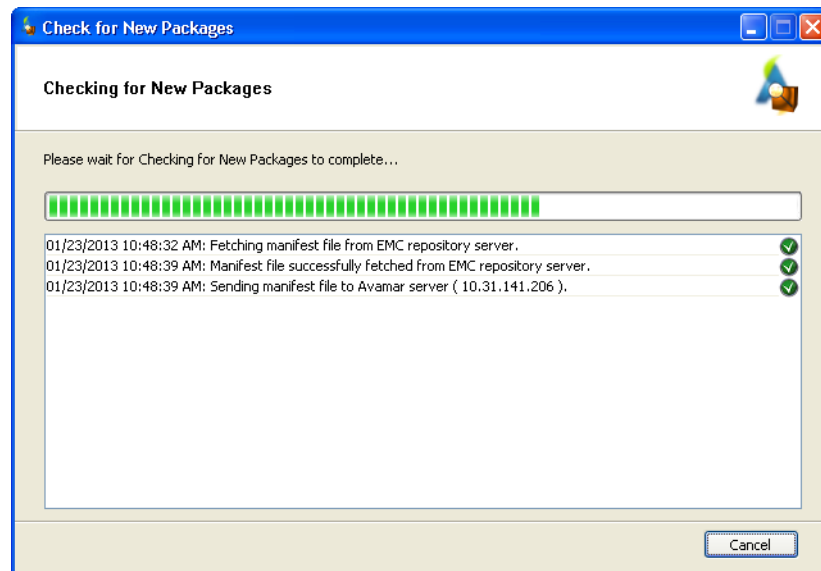 Check for New Packages
Checking for New Packages
Please wait for Checking for New Packages to complete...
01/23/2013 10:48:32 AM: Fetching manifest file from EMC repository server.
01/23/2013 10:48:39 AM: Manifest file successfully fetched from EMC repository server.
01/23/2013 10:48:39 AM: Sending manifest file to Avamar server ( 10.31.141.206 ).
Cancel